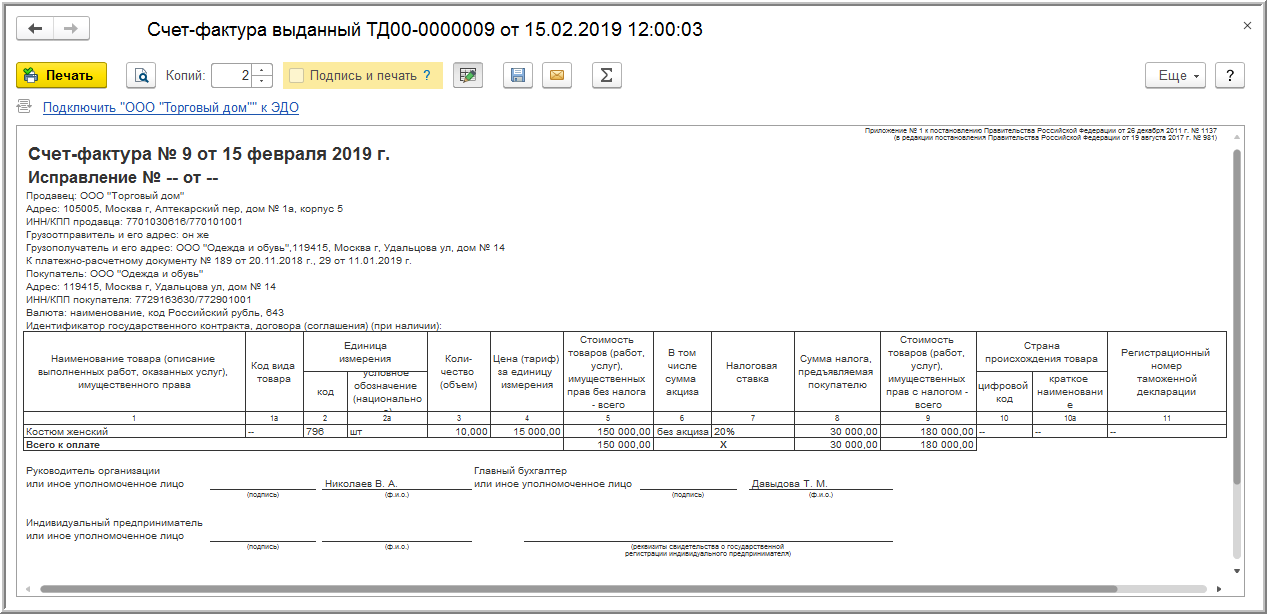 Счет-фактура выданный ТД00-0000009 от 15.02.2019 12:00:03
Печать
Копий: 2
Подпись и печать ?
Σ
Еще
?
Подключить "ООО "Торговый дом"" к ЭДО
Приложение № 1 к постановлению Правительства Российской Федерации от 26 декабря 2011 г. № 1137
(в редакции постановления Правительства Российской Федерации от 19 августа 2017 г. № 981)
Счет-фактура № 9 от 15 февраля 2019 г.
Исправление № -- от --
Продавец: ООО "Торговый дом"
Адрес: 105005, Москва г, Аптекарский пер, дом № 1а, корпус 5
ИНН/КПП продавца: 7701030616/770101001
Грузоотправитель и его адрес: он же
Грузополучатель и его адрес: ООО "Одежда и обувь",119415, Москва г, Удальцова ул, дом № 14
К платежно-расчетному документу № 189 от 20.11.2018 г., 29 от 11.01.2019 г.
Покупатель: ООО "Одежда и обувь"
Адрес: 119415, Москва г, Удальцова ул, дом № 14
ИНН/КПП покупателя: 7729163630/772901001
Валюта: наименование, код Российский рубль, 643
Идентификатор государственного контракта, договора (соглашения) (при наличии):
Наименование товара (описание
выполненных работ, оказанных услуг),
имущественного права
Код вида
товара
Единица
измерения
код
условное
обозначение
(национально
е)
Коли-
чество
(объем)
Цена (тариф)
за единицу
измерения
Стоимость
товаров (работ,
услуг),
имущественных
прав без налога
- всего
В том
числе
сумма
акциза
Налоговая
ставка
Сумма налога,
предъявляемая
покупателю
Стоимость
товаров (работ,
услуг),
имущественных
прав с налогом -
всего
Страна
происхождения товара
цифровой
код
краткое
наименовани
е
Регистрационный
номер
таможенной
декларации
1 1а 2 2а 3 4 5 6 7 8 9 10 10а 11
Костюм женский -- 796 шт 10,000 15 000,00 150 000,00 без акциза 20% 30 000,00 180 000,00 -- -- --
Всего к оплате 150 000,00 Х 30 000,00 180 000,00
Руководитель организации
или иное уполномоченное лицо
Николаев В. А.
(подпись) (ф.и.о.)
Главный бухгалтер
или иное уполномоченное лицо
Давыдова Т. М.
(подпись) (ф.и.о.)
Индивидуальный предприниматель
или иное уполномоченное лицо
(подпись) (ф.и.о.)
(реквизиты свидетельства о государственной
регистрации индивидуального предпринимателя)